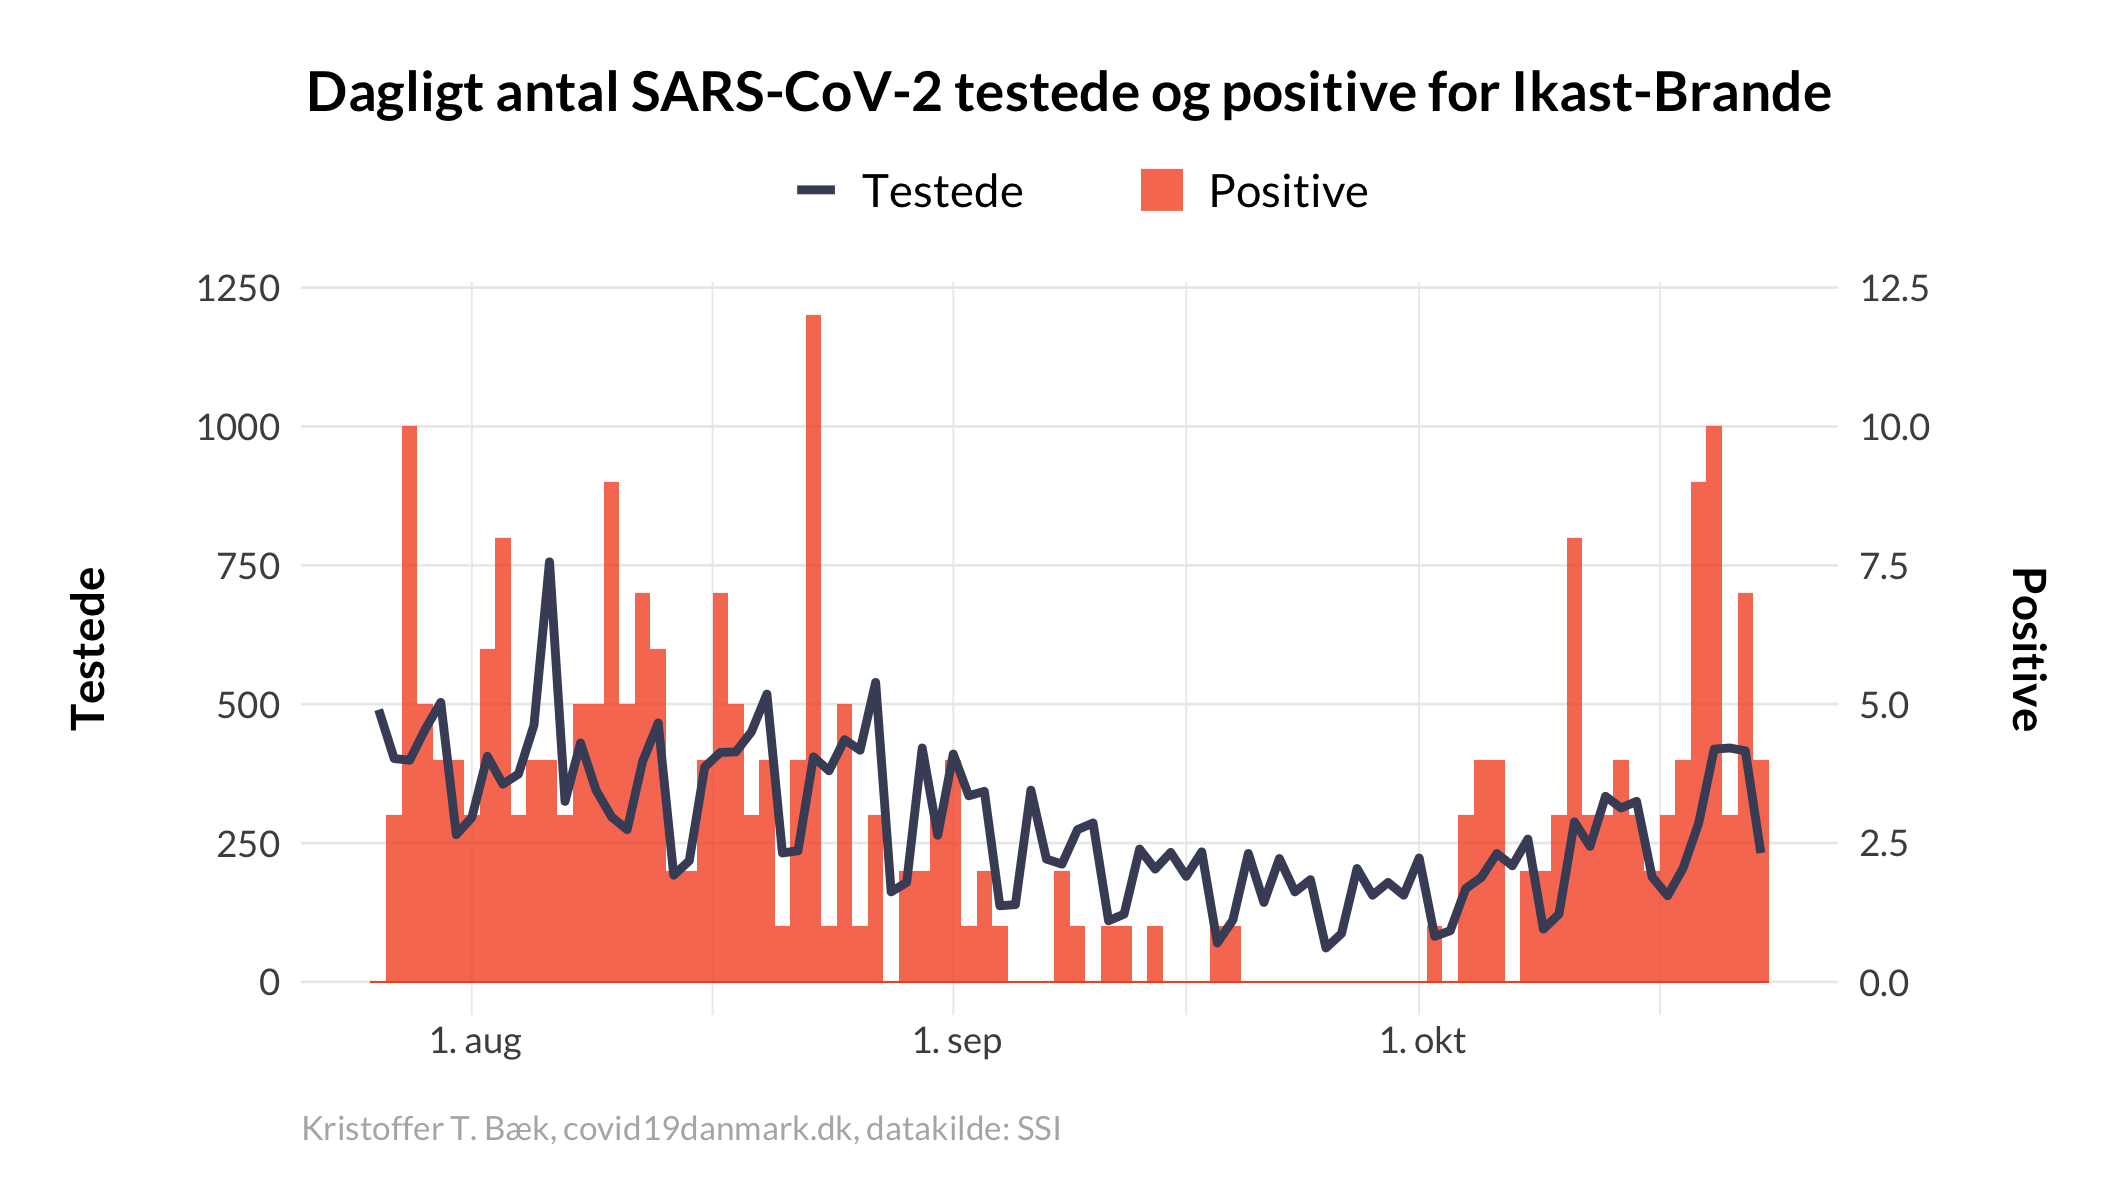 Dagligt antal SARS-CoV-2 testede og positive for Ikast-Brande
Testede
Positive
1250
1000
750
500
250
0
12.5
10.0
7.5
5.0
2.5
0.0
Testede
Positive
1. aug
1. sep
1. okt
Kristoffer T. Bæk, covid19danmark.dk, datakilde: SSI